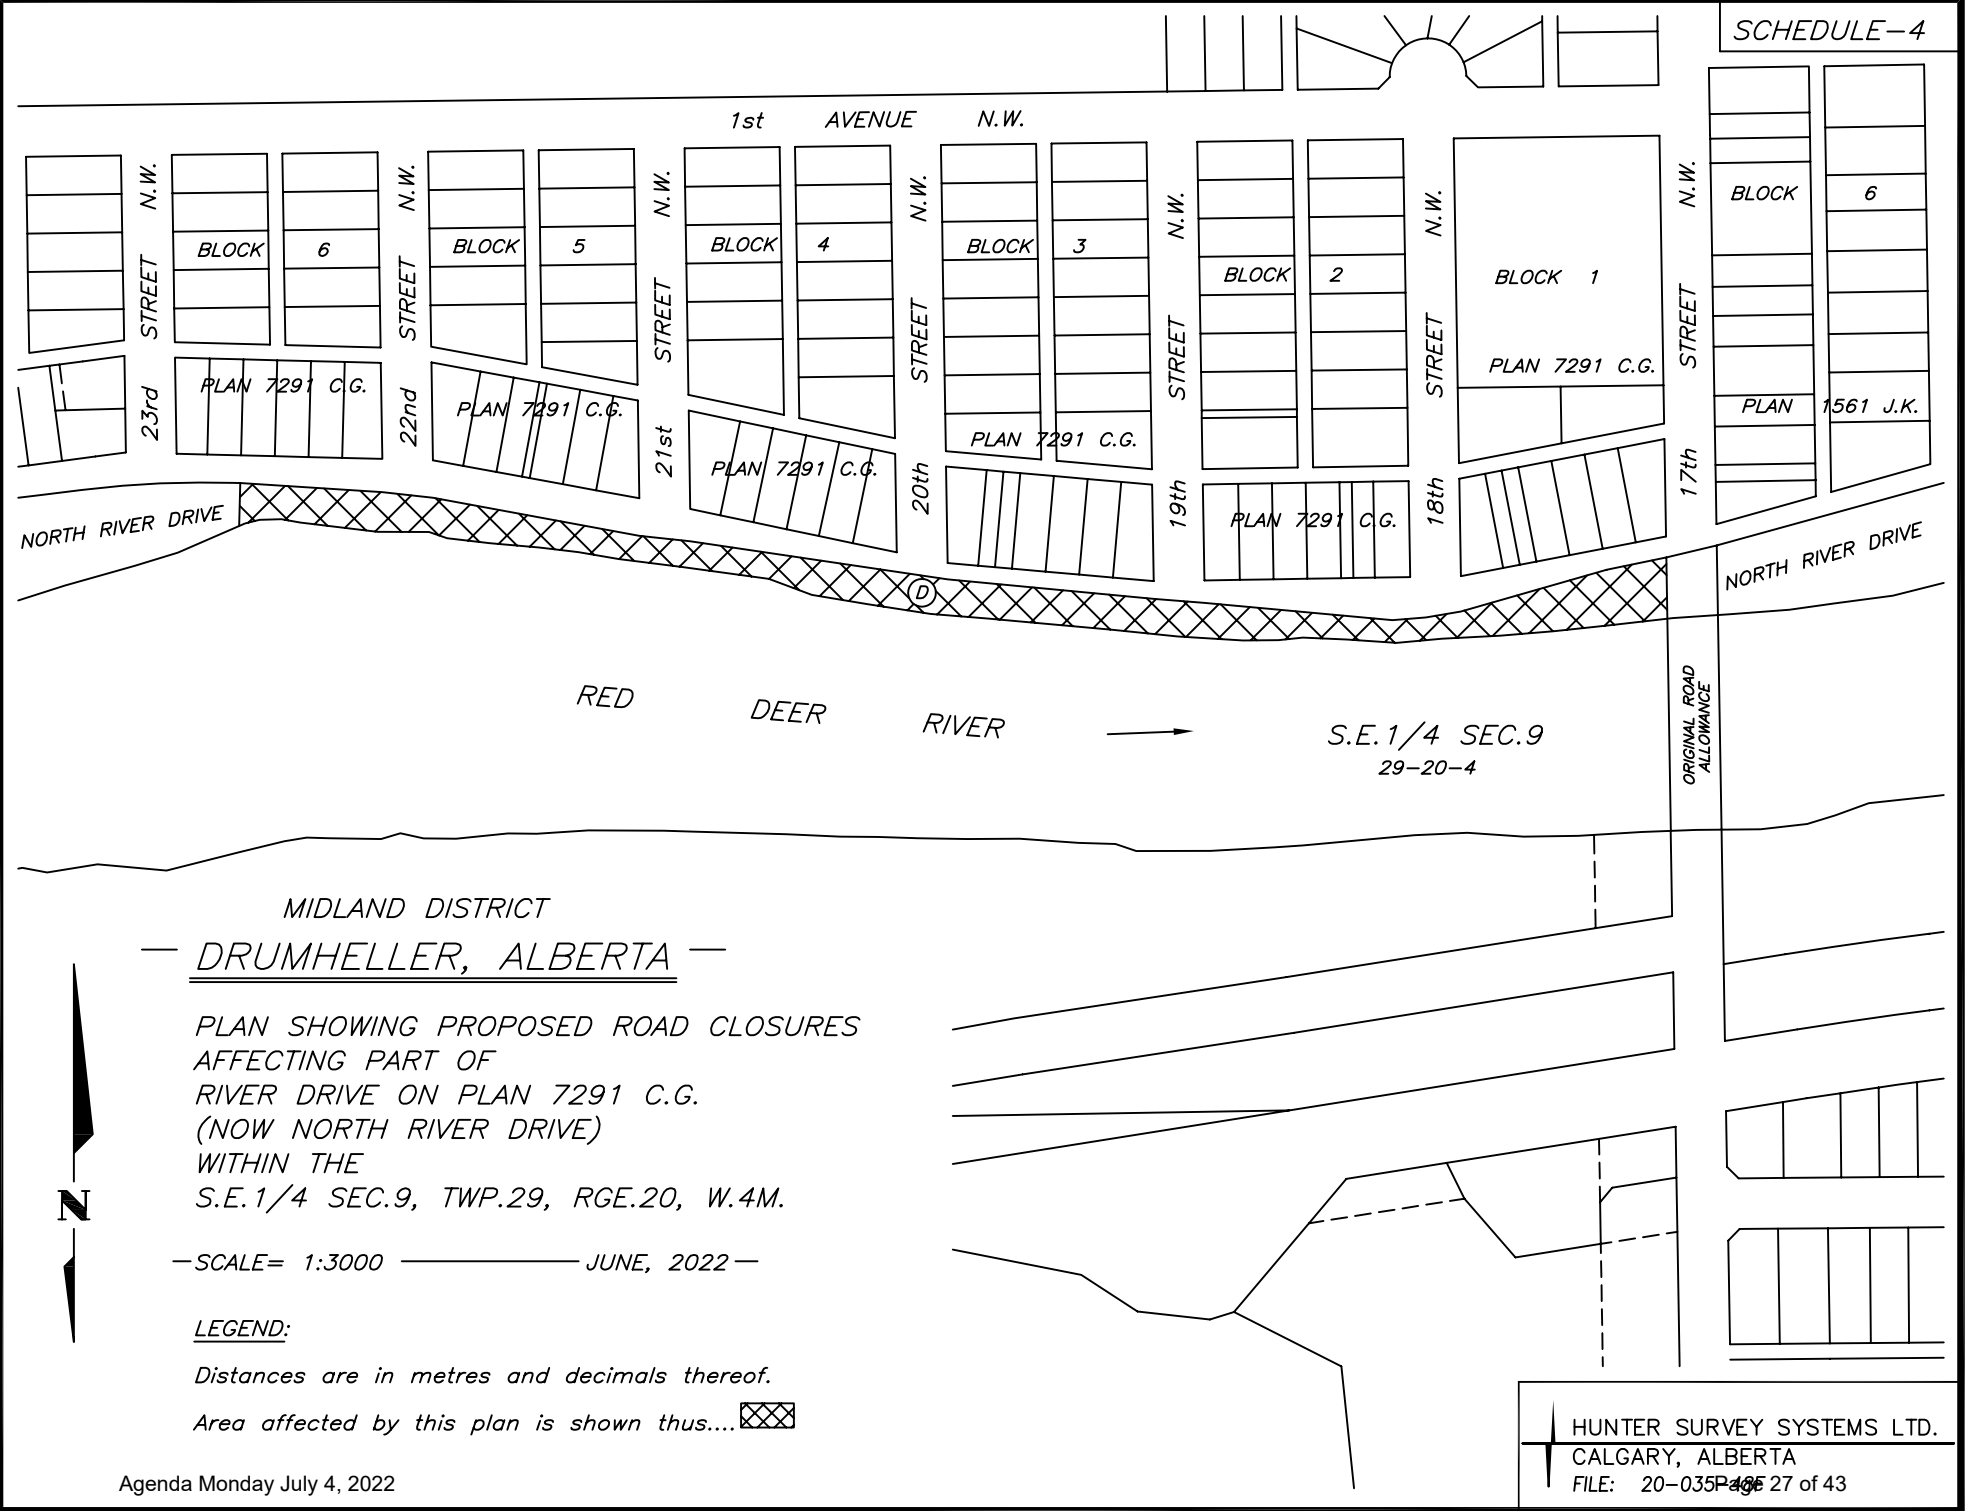 SCHEDULE-4
1st AVENUE N.W.
23rd STREET N.W.
22nd STREET N.W.
21st STREET N.W.
20th STREET N.W.
19th STREET N.W.
18th STREET N.W.
17th STREET N.W.
BLOCK 6
BLOCK 5
BLOCK 4
BLOCK 3
BLOCK 2
BLOCK 1
BLOCK 6
PLAN 7291 C.G.
PLAN 7291 C.G.
PLAN 7291 C.G.
PLAN 7291 C.G.
PLAN 7291 C.G.
PLAN 7291 C.G.
PLAN 1561 J.K.
NORTH RIVER DRIVE
D
NORTH RIVER DRIVE
RED DEER RIVER
S.E.1/4 SEC.9
29-20-4
ORIGINAL ROAD
ALLOWANCE
MIDLAND DISTRICT
DRUMHELLER, ALBERTA
PLAN SHOWING PROPOSED ROAD CLOSURES
AFFECTING PART OF
RIVER DRIVE ON PLAN 7291 C.G.
(NOW NORTH RIVER DRIVE)
WITHIN THE
S.E.1/4 SEC.9, TWP.29, RGE.20, W.4M.
N
SCALE= 1:3000 JUNE, 2022
LEGEND:
Distances are in metres and decimals thereof.
Area affected by this plan is shown thus....
HUNTER SURVEY SYSTEMS LTD.
CALGARY, ALBERTA
FILE: 20-035-
Agenda Monday July 4, 2022
Page 27 of 43